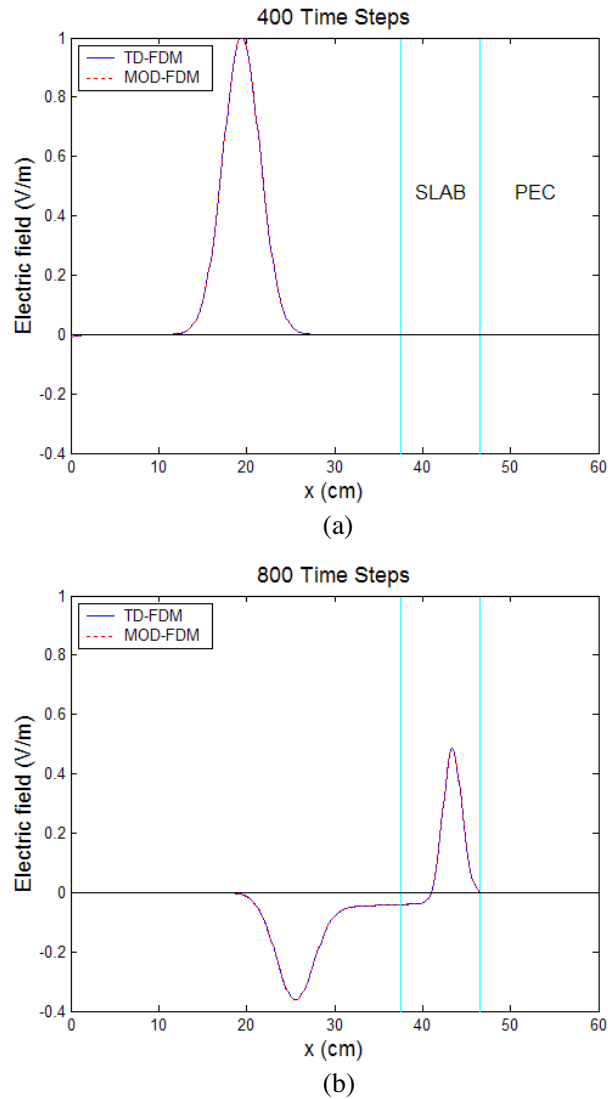 400 Time Steps
TD-FDM
MOD-FDM
SLAB
PEC
Electric field (V/m)
1
0.8
0.6
0.4
0.2
0
-0.2
-0.4
0 10 20 30 40 50 60
x (cm)
(a)
800 Time Steps
TD-FDM
MOD-FDM
Electric field (V/m)
1
0.8
0.6
0.4
0.2
0
-0.2
-0.4
0 10 20 30 40 50 60
x (cm)
(b)